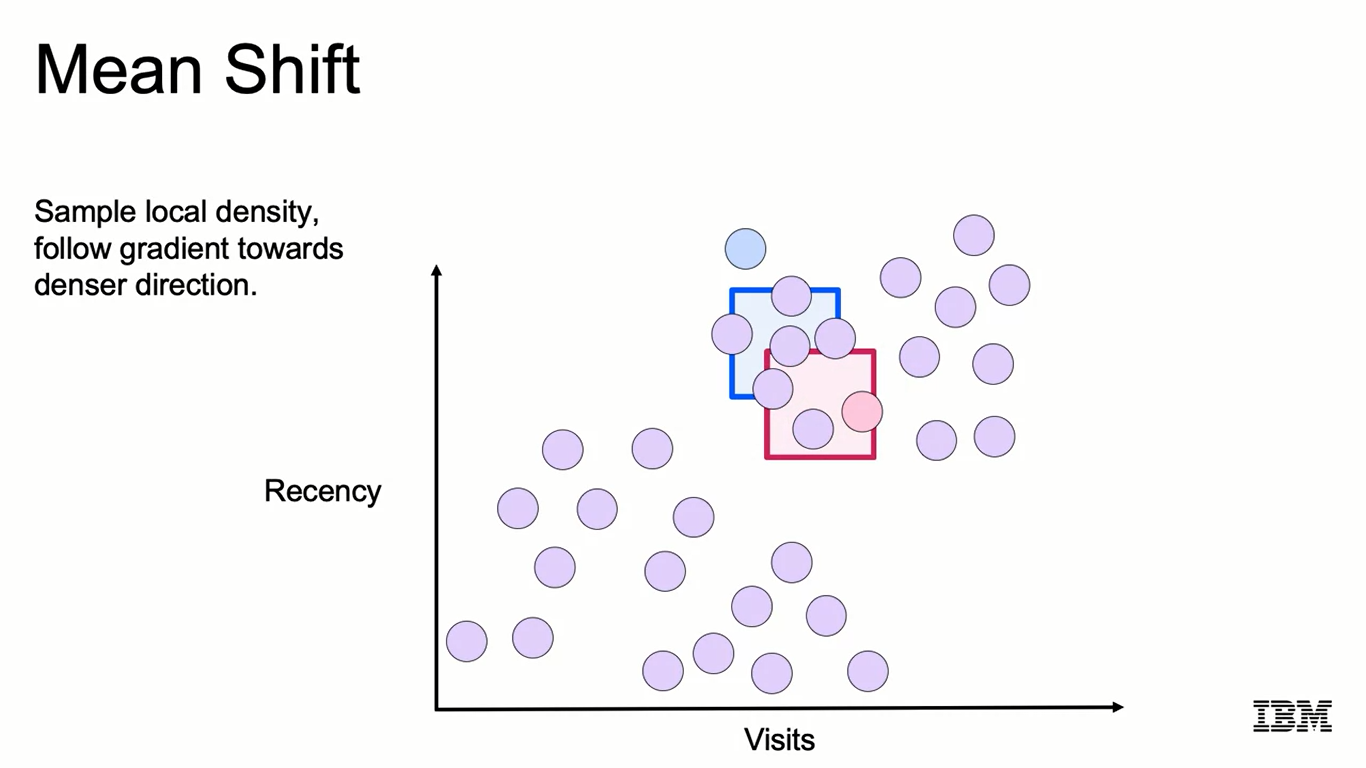 Mean Shift
Sample local density,
follow gradient towards
denser direction.
Recency
Visits
IBM